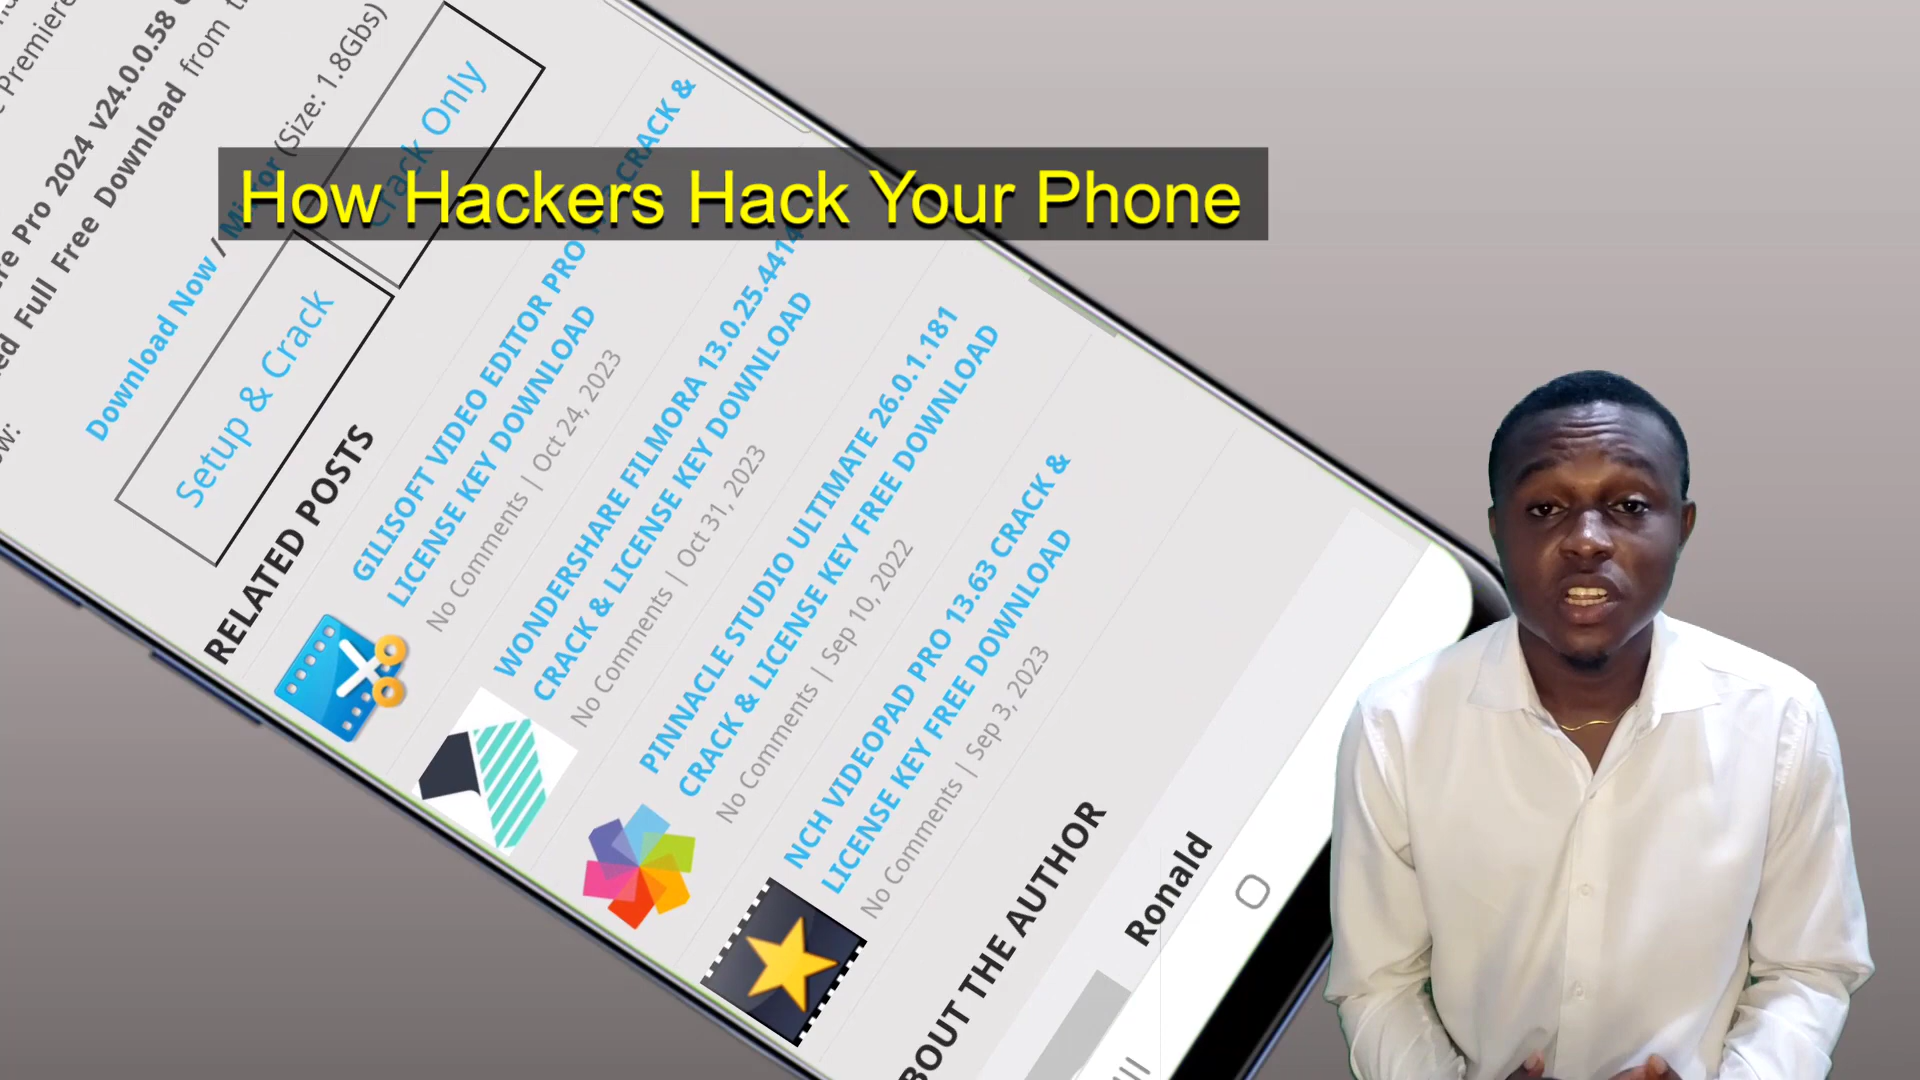 How Hackers Hack Your Phone
Premiere
re Pro 2024 v24.0.0.58
ed Full Free Download from
Download Now / Mirror (Size: 1.8Gbs)
Setup & Crack
Crack Only
RELATED POSTS
GILISOFT VIDEO EDITOR PRO CRACK &
LICENSE KEY DOWNLOAD
No Comments | Oct 24, 2023
WONDERSHARE FILMORA 13.0.25.4414
CRACK & LICENSE KEY DOWNLOAD
No Comments | Oct 31, 2023
PINNACLE STUDIO ULTIMATE 26.0.1.181
CRACK & LICENSE KEY FREE DOWNLOAD
No Comments | Sep 10, 2022
NCH VIDEOPAD PRO 13.63 CRACK &
LICENSE KEY FREE DOWNLOAD
No Comments | Sep 3, 2023
BOUT THE AUTHOR
Ronald